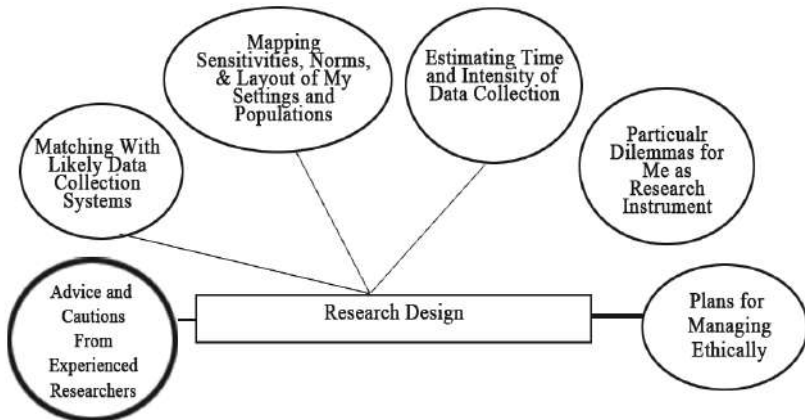 Mapping
Sensitivities, Norms,
& Layout of My
Settings and
Populations
Estimating Time
and Intensity of
Data Collection
Matching With
Likely Data
Collection
Systems
Particualr
Dilemmas for
Me as
Research
Instrument
Advice and
Cautions
From
Experienced
Researchers
Research Design
Plans for
Managing
Ethically